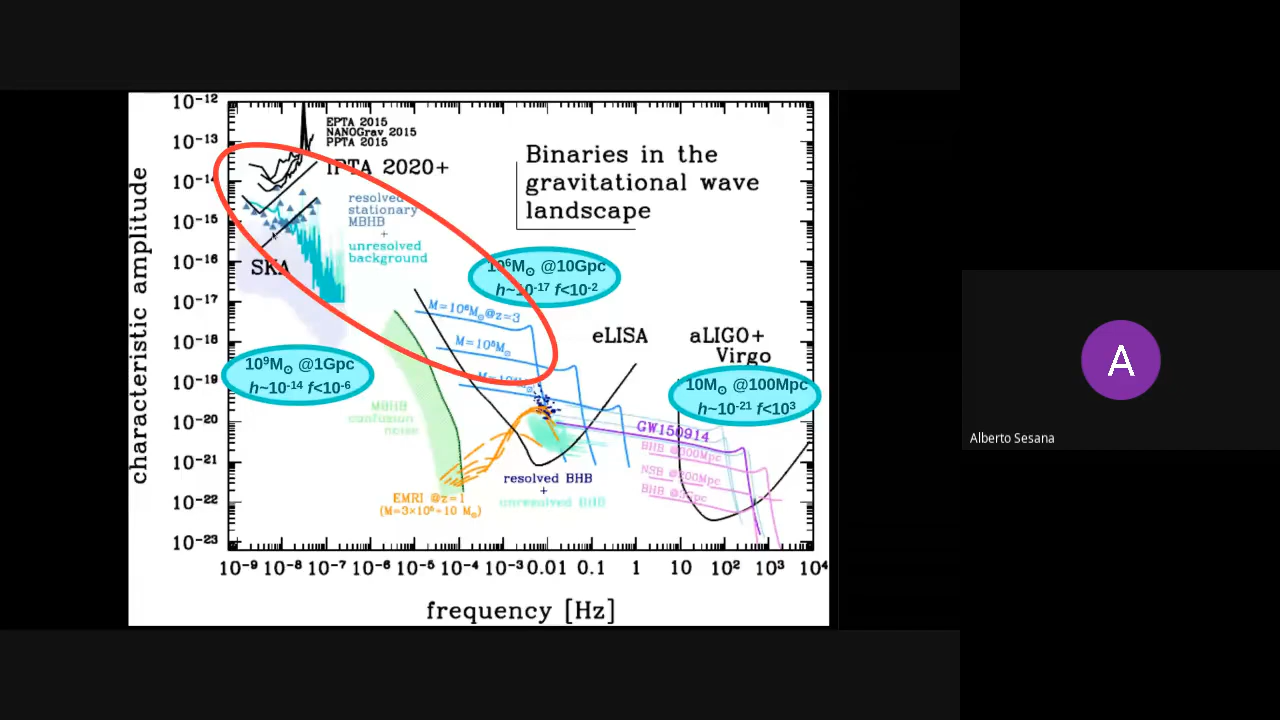 10⁻¹²
10⁻¹³
10⁻¹⁴
10⁻¹⁵
10⁻¹⁶
10⁻¹⁷
10⁻¹⁸
10⁻¹⁹
10⁻²⁰
10⁻²¹
10⁻²²
10⁻²³
characteristic amplitude
EPTA 2015
NANOGrav 2015
PPTA 2015
IPTA 2020+
Binaries in the
gravitational wave
landscape
resolved
stationary
MBHB
+
unresolved
background
SKA
10⁶M⊙ @10Gpc
h~10⁻¹⁷ f<10⁻²
M=10⁶M⊙@z=3
M=10⁵M⊙
eLISA
aLIGO+
Virgo
10⁹M⊙ @1Gpc
h~10⁻¹⁴ f<10⁻⁶
10M⊙ @100Mpc
h~10⁻²¹ f<10³
MBHB
confusion
noise
GW150914
NSB
BHB
resolved BHB
+
unresolved BHB
EMRI @z=1
10⁻⁹ 10⁻⁸ 10⁻⁷ 10⁻⁶ 10⁻⁵ 10⁻⁴ 10⁻³ 0.01 0.1 1 10 10² 10³ 10⁴
frequency [Hz]
A
Alberto Sesana